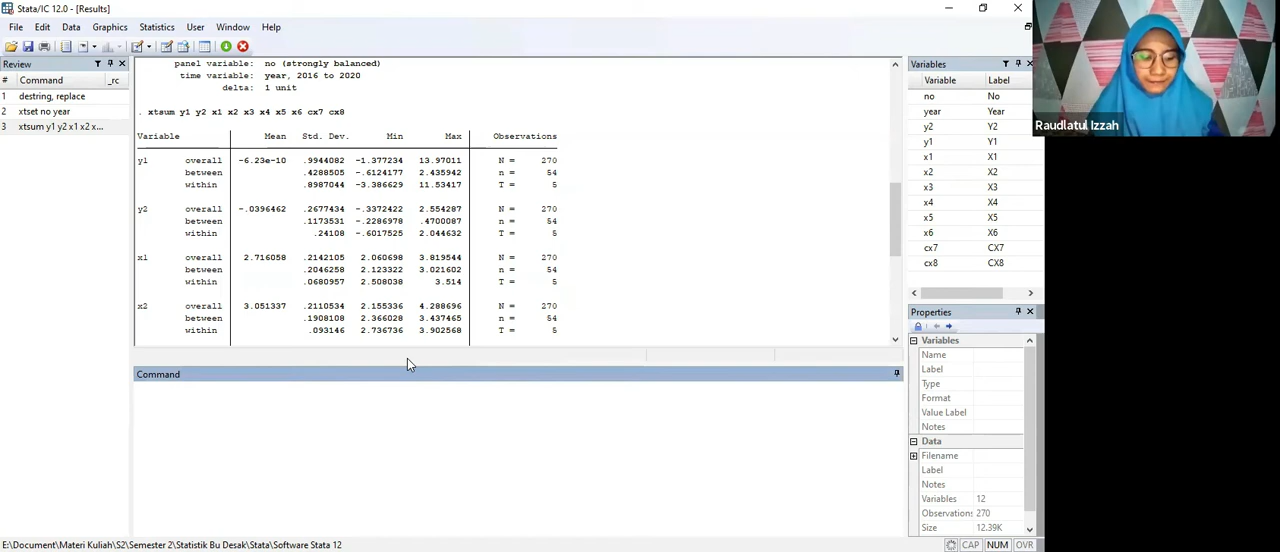 Stata/IC 12.0 - [Results]
File Edit Data Graphics Statistics User Window Help
Review
# Command _rc
1 destring, replace
2 xtset no year
3 xtsum y1 y2 x1 x2 x...
panel variable: no (strongly balanced)
time variable: year, 2016 to 2020
delta: 1 unit
. xtsum y1 y2 x1 x2 x3 x4 x5 x6 cx7 cx8
Variable Mean Std. Dev. Min Max Observations
y1 overall -6.23e-10 .9944082 -1.377234 13.97011 N = 270
between .4288505 -.6124177 2.435942 n = 54
within .8987044 -3.386629 11.53417 T = 5
y2 overall -.0396462 .2677434 -.3372422 2.554287 N = 270
between .1173531 -.2286978 .4700087 n = 54
within .24108 -.6017525 2.044632 T = 5
x1 overall 2.716058 .2142105 2.060698 3.819544 N = 270
between .2046258 2.123322 3.021602 n = 54
within .0680957 2.508038 3.514 T = 5
x2 overall 3.051337 .2110534 2.155336 4.288696 N = 270
between .1908108 2.366028 3.437465 n = 54
within .093146 2.736736 3.902568 T = 5
Command
Variables
Variable Label
no No
year Year
y2 Y2
y1 Y1
x1 X1
x2 X2
x3 X3
x4 X4
x5 X5
x6 X6
cx7 CX7
cx8 CX8
Properties
Variables
Name
Label
Type
Format
Value Label
Notes
Data
Filename
Label
Notes
Variables 12
Observations 270
Size 12.39K
Raudlatul Izzah
E:\Document\Materi Kuliah\S2\Semester 2\Statistik Bu Desak\Stata\Software Stata 12
CAP NUM OVR